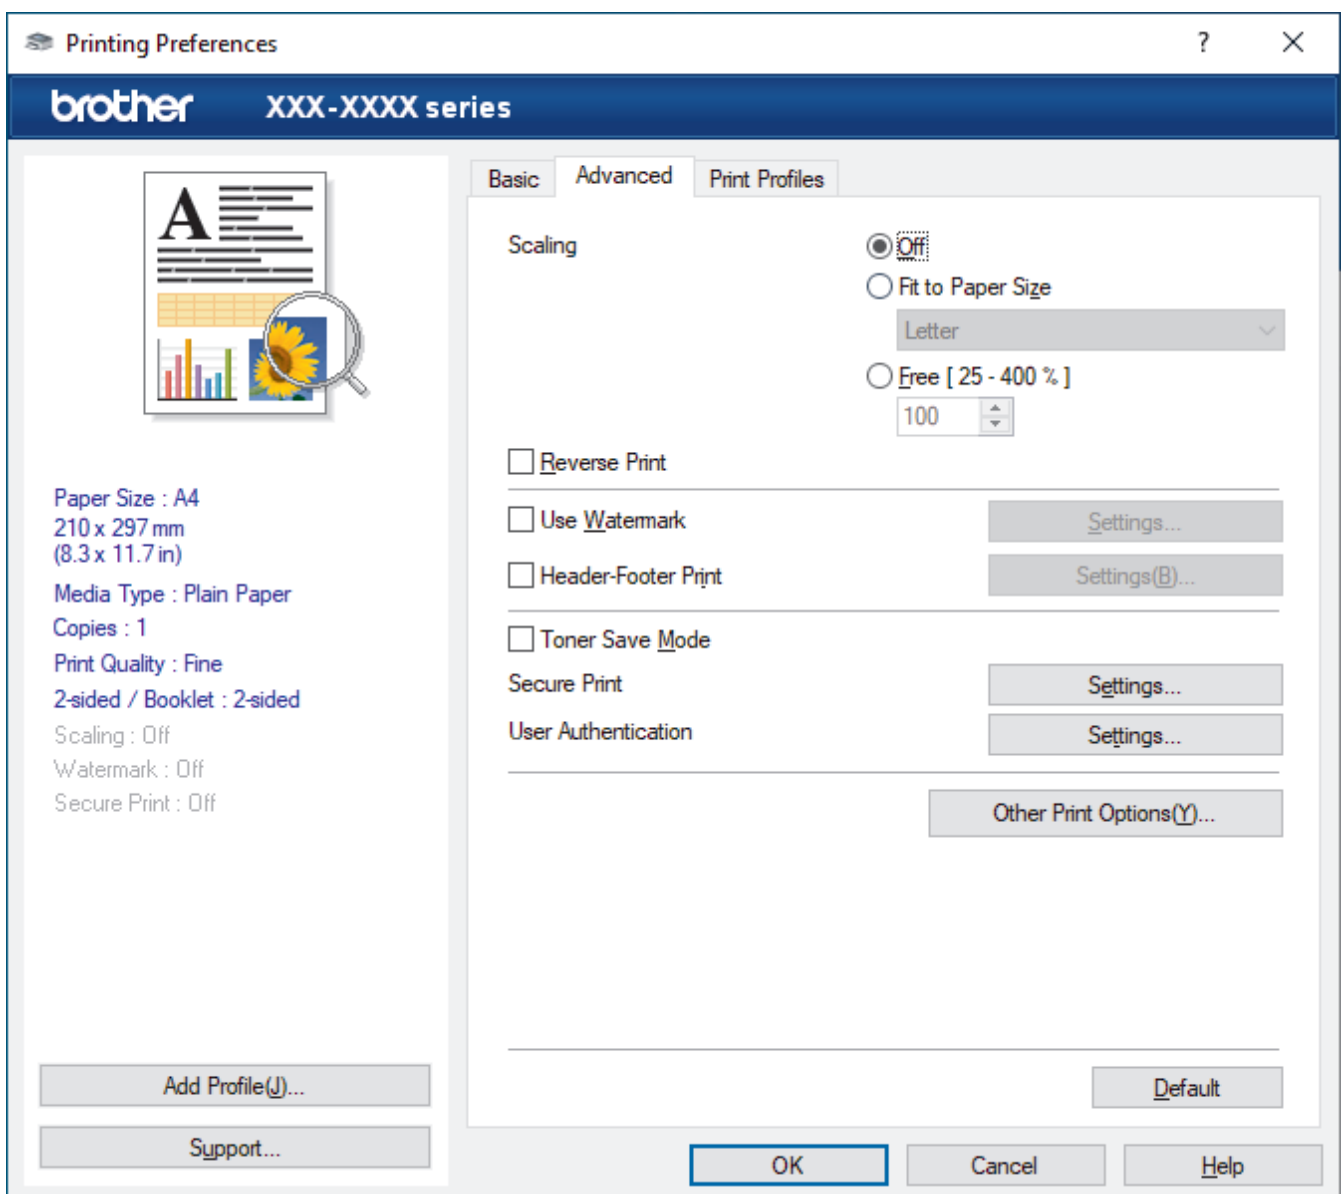 Printing Preferences
?
brother XXX-XXXX series
Basic
Advanced
Print Profiles
A
Paper Size : A4
210 x 297 mm
(8.3 x 11.7 in)
Media Type : Plain Paper
Copies : 1
Print Quality : Fine
2-sided / Booklet : 2-sided
Scaling : Off
Watermark : Off
Secure Print : Off
Add Profile(J)...
Support...
Scaling
Off
Fit to Paper Size
Letter
Free [ 25 - 400 % ]
100
Reverse Print
Use Watermark
Settings...
Header-Footer Print
Settings(B)...
Toner Save Mode
Secure Print
Settings...
User Authentication
Settings...
Other Print Options(Y)...
Default
OK
Cancel
Help